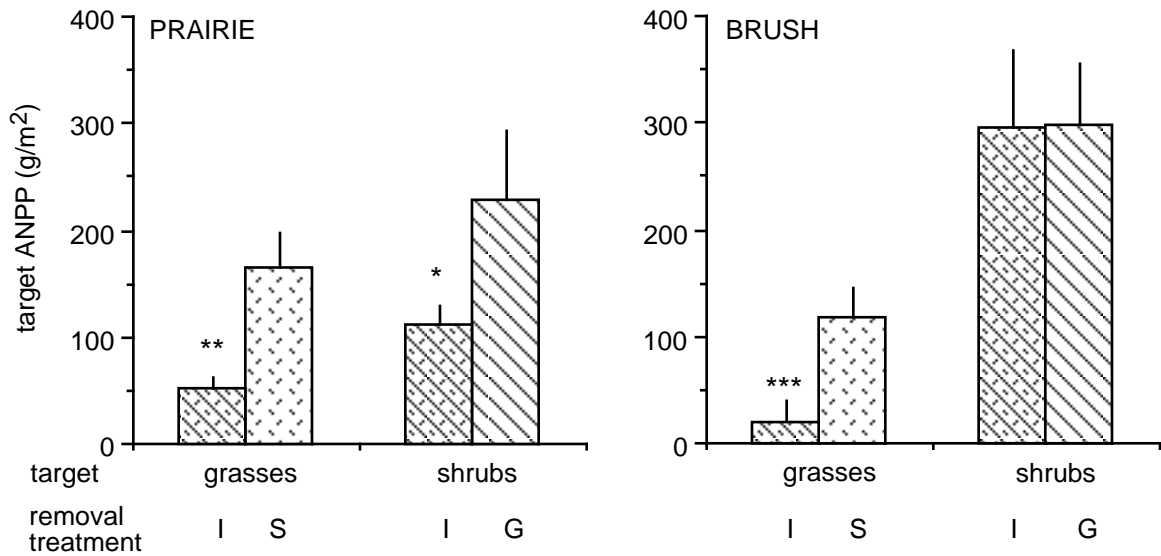 PRAIRIE
400
300
200
100
0
target ANPP (g/m²)
**
*
BRUSH
400
300
200
100
0
***
target grasses shrubs grasses shrubs
removal treatment I S I G I S I G